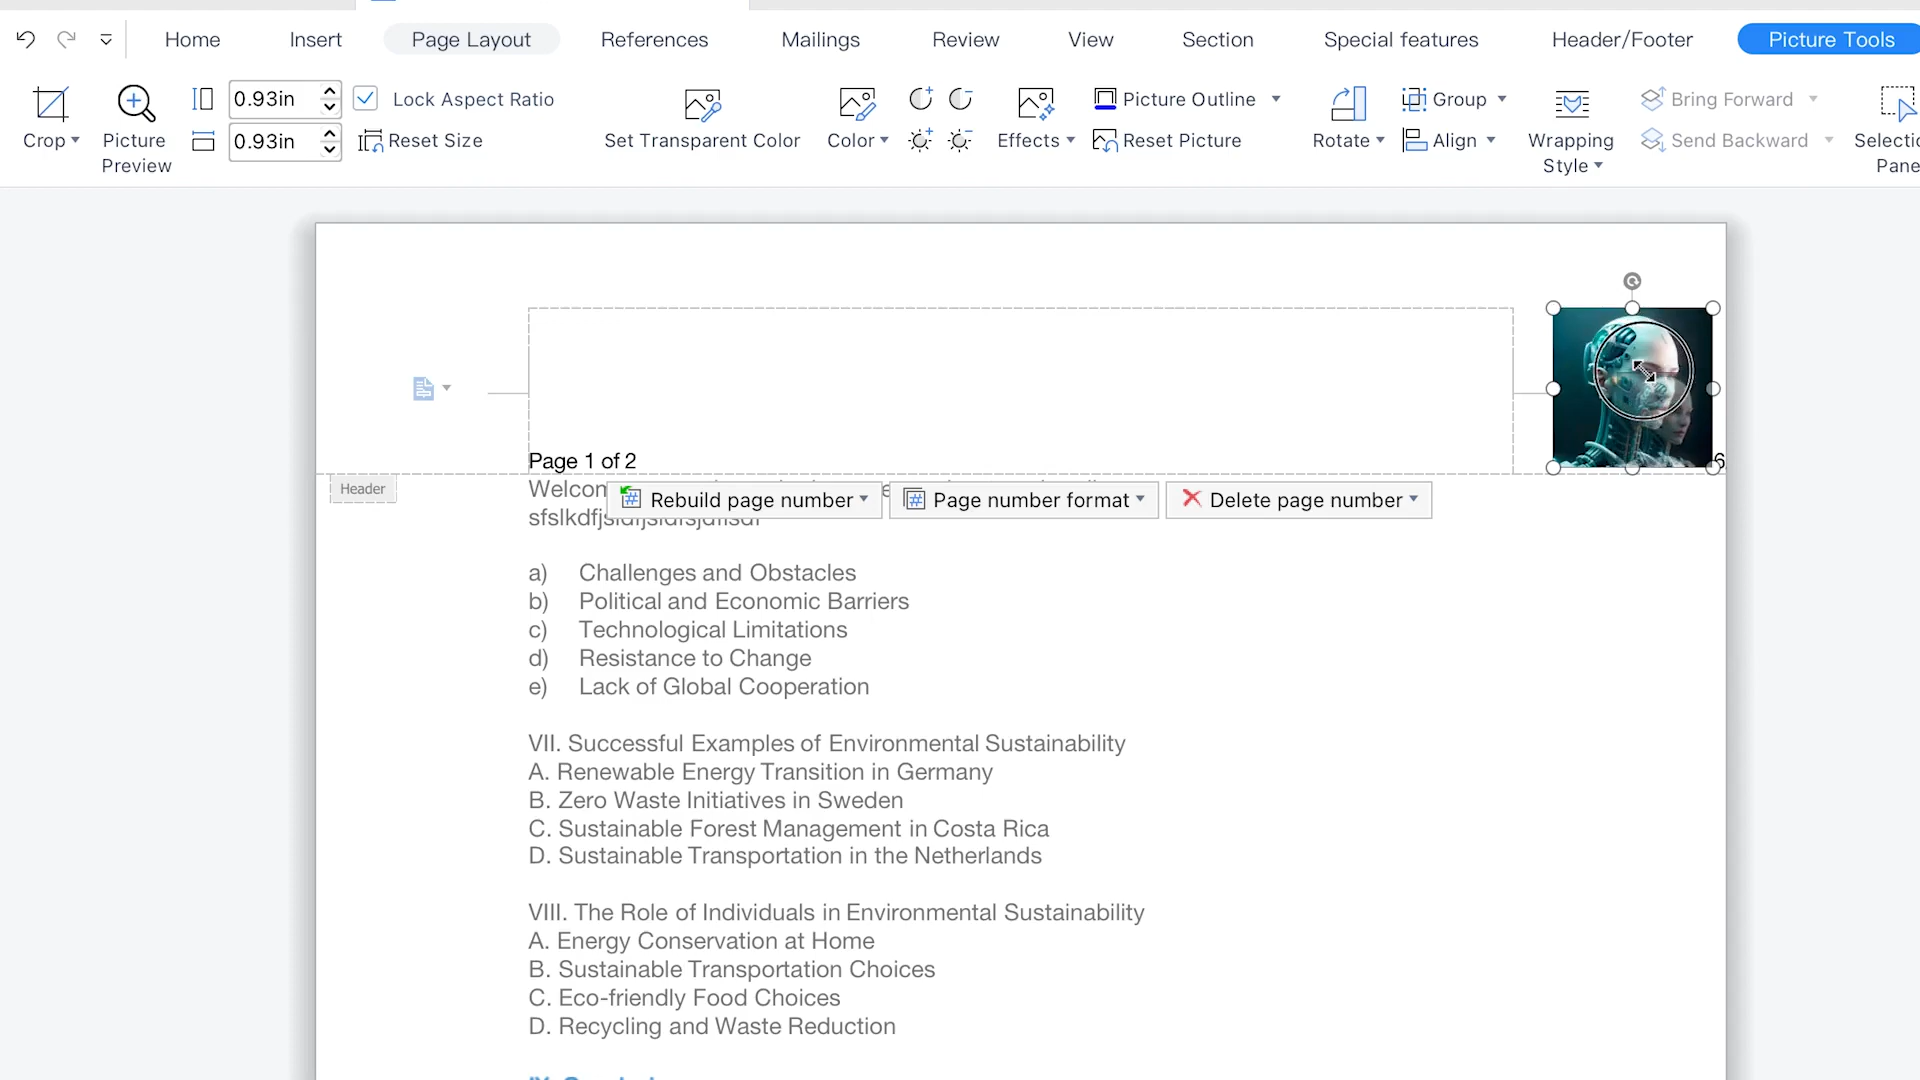 Home Insert Page Layout References Mailings Review View Section Special features Header/Footer Picture Tools
0.93in Lock Aspect Ratio Picture Outline Group Bring Forward
Crop Picture Preview 0.93in Reset Size Set Transparent Color Color Effects Reset Picture Rotate Align Wrapping Style Send Backward Pane
Page 1 of 2
6
Header
Welcom
Rebuild page number Page number format Delete page number
a) Challenges and Obstacles
b) Political and Economic Barriers
c) Technological Limitations
d) Resistance to Change
e) Lack of Global Cooperation
VII. Successful Examples of Environmental Sustainability
A. Renewable Energy Transition in Germany
B. Zero Waste Initiatives in Sweden
C. Sustainable Forest Management in Costa Rica
D. Sustainable Transportation in the Netherlands
VIII. The Role of Individuals in Environmental Sustainability
A. Energy Conservation at Home
B. Sustainable Transportation Choices
C. Eco-friendly Food Choices
D. Recycling and Waste Reduction